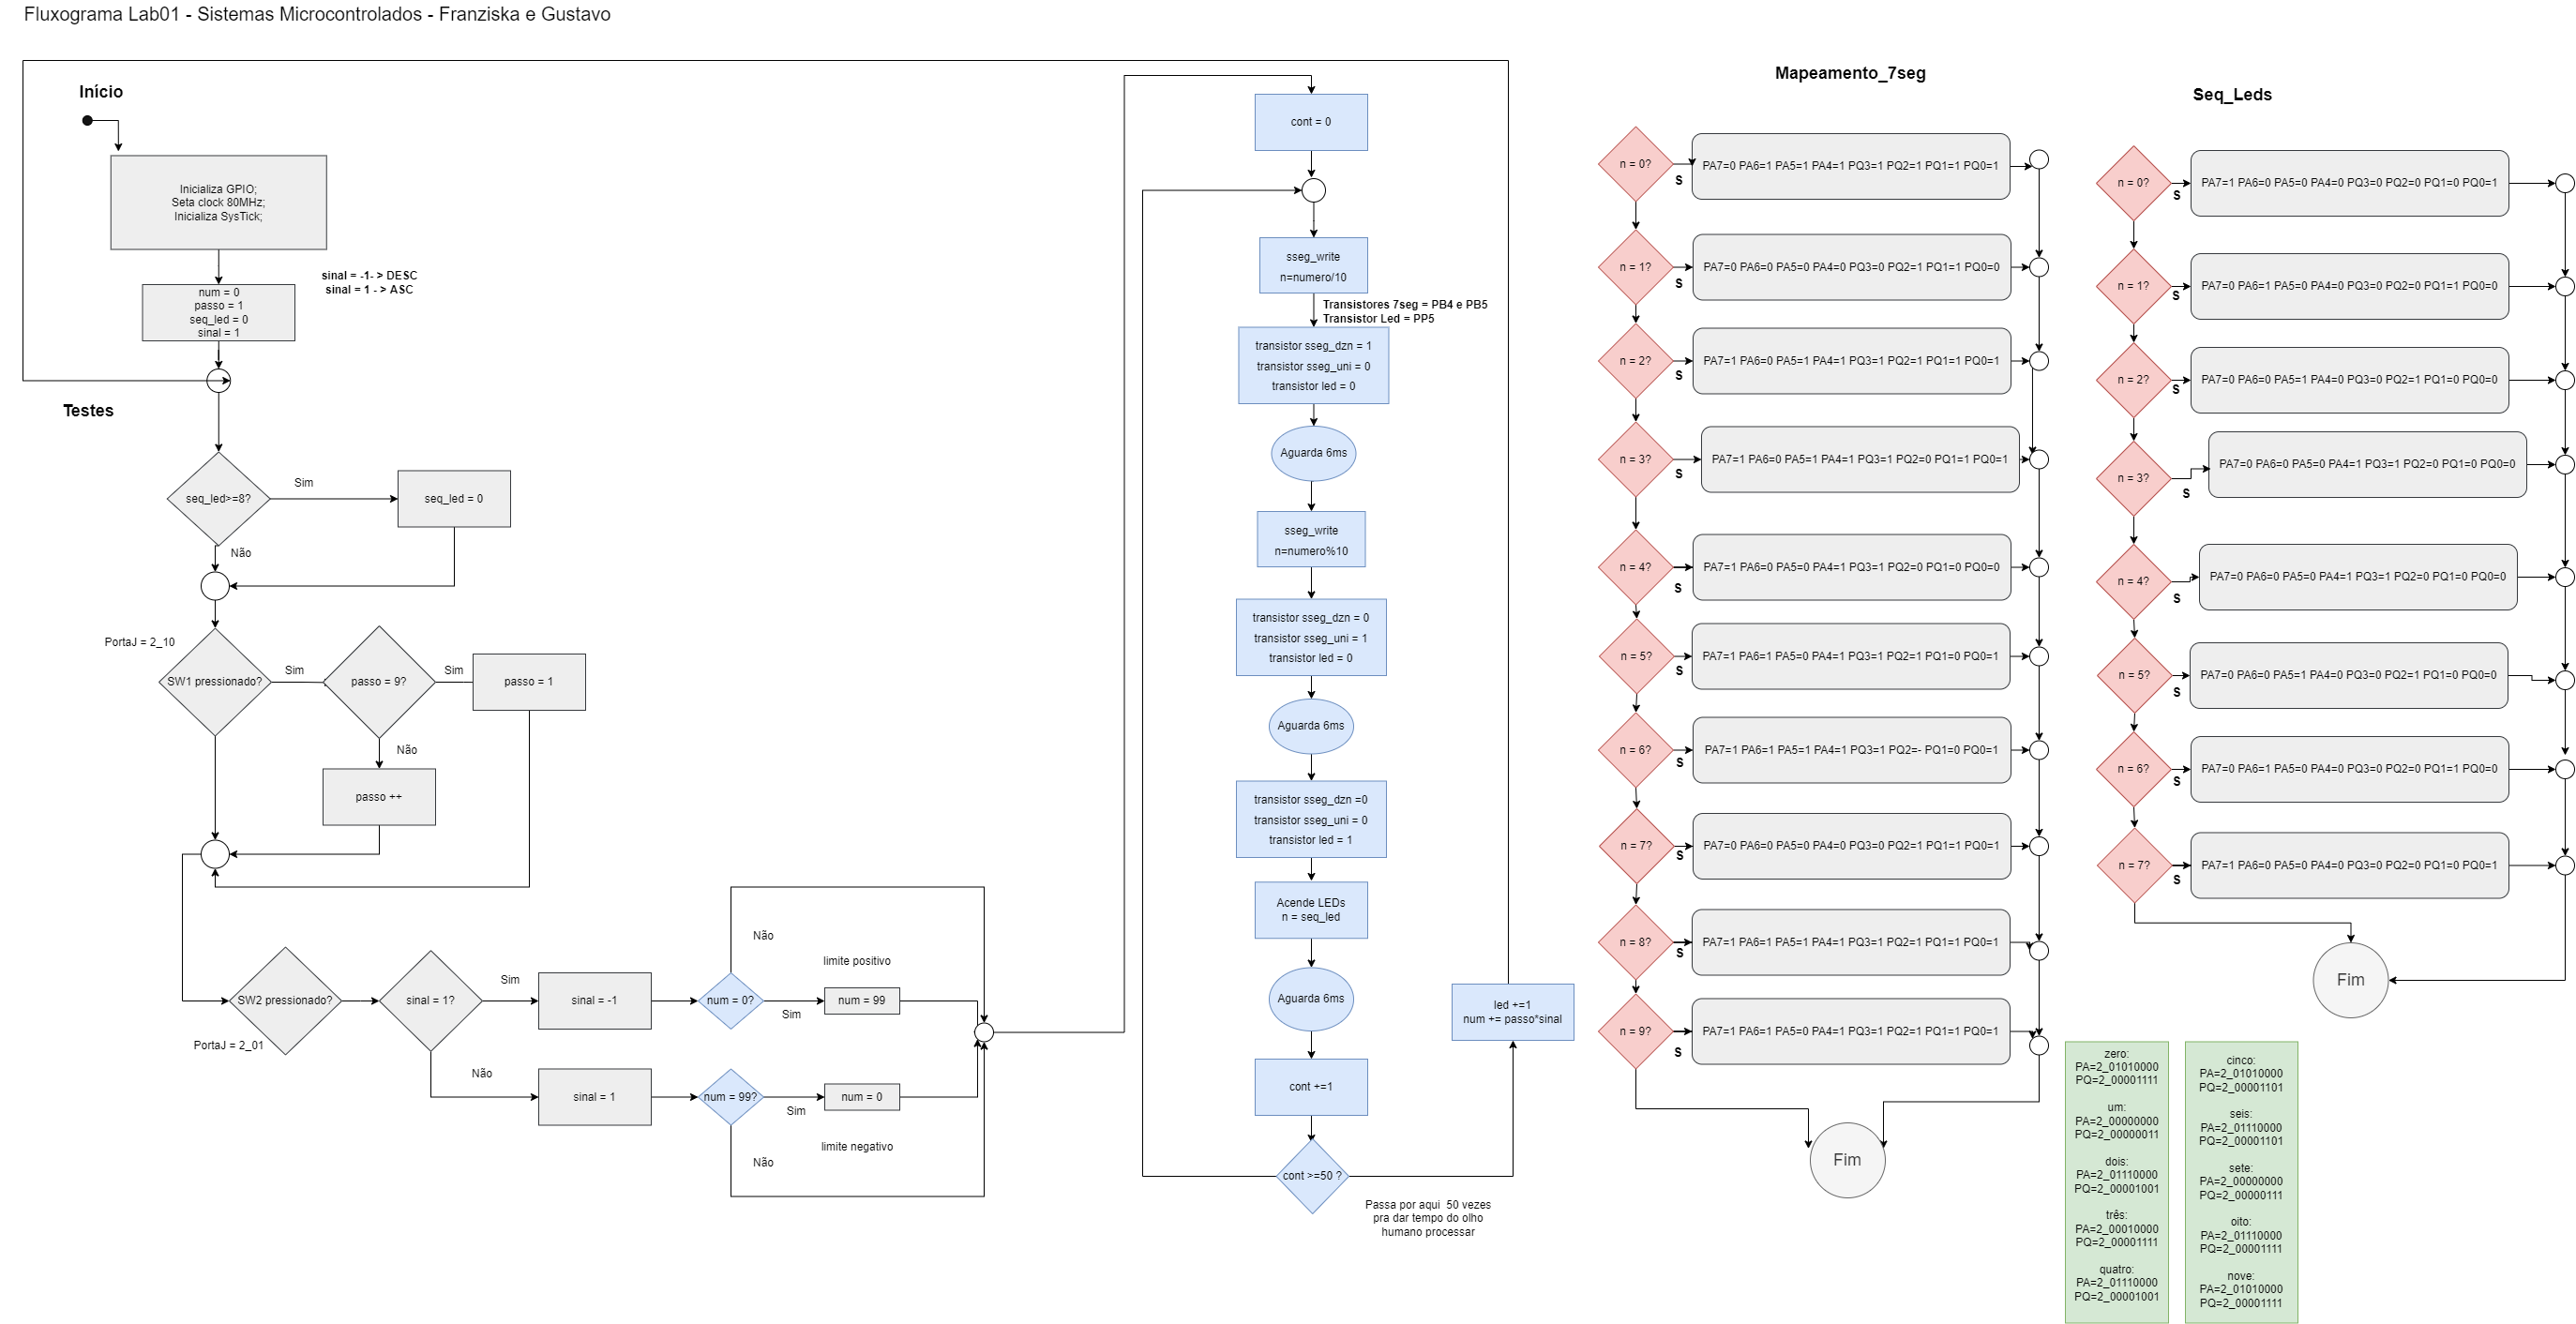 Fluxograma Lab01 - Sistemas Microcontrolados - Franziska e Gustavo
Início
Inicializa GPIO;
Seta clock 80MHz;
Inicializa SysTick;
sinal = -1- > DESC
sinal = 1 - > ASC
num = 0
passo = 1
seq_led = 0
sinal = 1
Testes
seq_led>=8?
Sim
seq_led = 0
Não
PortaJ = 2_10
SW1 pressionado?
Sim
passo = 9?
Sim
passo = 1
Não
passo ++
SW2 pressionado?
PortaJ = 2_01
sinal = 1?
Sim
sinal = -1
num = 0?
Não
Sim
limite positivo
num = 99
Não
sinal = 1
num = 99?
Sim
num = 0
limite negativo
Não
cont = 0
sseg_write
n=numero/10
Transistores 7seg = PB4 e PB5
Transistor Led = PP5
transistor sseg_dzn = 1
transistor sseg_uni = 0
transistor led = 0
Aguarda 6ms
sseg_write
n=numero%10
transistor sseg_dzn = 0
transistor sseg_uni = 1
transistor led = 0
Aguarda 6ms
transistor sseg_dzn =0
transistor sseg_uni = 0
transistor led = 1
Acende LEDs
n = seq_led
Aguarda 6ms
cont +=1
cont >=50 ?
Passa por aqui  50 vezes
pra dar tempo do olho
humano processar
led +=1
num += passo*sinal
Mapeamento_7seg
n = 0?
S
PA7=0 PA6=1 PA5=1 PA4=1 PQ3=1 PQ2=1 PQ1=1 PQ0=1
n = 1?
S
PA7=0 PA6=0 PA5=0 PA4=0 PQ3=0 PQ2=1 PQ1=1 PQ0=0
n = 2?
S
PA7=1 PA6=0 PA5=1 PA4=1 PQ3=1 PQ2=1 PQ1=1 PQ0=1
n = 3?
S
PA7=1 PA6=0 PA5=1 PA4=1 PQ3=1 PQ2=0 PQ1=1 PQ0=1
n = 4?
S
PA7=1 PA6=0 PA5=0 PA4=1 PQ3=1 PQ2=0 PQ1=0 PQ0=0
n = 5?
S
PA7=1 PA6=1 PA5=0 PA4=1 PQ3=1 PQ2=1 PQ1=0 PQ0=1
n = 6?
S
PA7=1 PA6=1 PA5=1 PA4=1 PQ3=1 PQ2=- PQ1=0 PQ0=1
n = 7?
S
PA7=0 PA6=0 PA5=0 PA4=0 PQ3=0 PQ2=1 PQ1=1 PQ0=1
n = 8?
S
PA7=1 PA6=1 PA5=1 PA4=1 PQ3=1 PQ2=1 PQ1=1 PQ0=1
n = 9?
S
PA7=1 PA6=1 PA5=0 PA4=1 PQ3=1 PQ2=1 PQ1=1 PQ0=1
Fim
Seq_Leds
n = 0?
S
PA7=1 PA6=0 PA5=0 PA4=0 PQ3=0 PQ2=0 PQ1=0 PQ0=1
n = 1?
S
PA7=0 PA6=1 PA5=0 PA4=0 PQ3=0 PQ2=0 PQ1=1 PQ0=0
n = 2?
S
PA7=0 PA6=0 PA5=1 PA4=0 PQ3=0 PQ2=1 PQ1=0 PQ0=0
n = 3?
S
PA7=0 PA6=0 PA5=0 PA4=1 PQ3=1 PQ2=0 PQ1=0 PQ0=0
n = 4?
S
PA7=0 PA6=0 PA5=0 PA4=1 PQ3=1 PQ2=0 PQ1=0 PQ0=0
n = 5?
S
PA7=0 PA6=0 PA5=1 PA4=0 PQ3=0 PQ2=1 PQ1=0 PQ0=0
n = 6?
S
PA7=0 PA6=1 PA5=0 PA4=0 PQ3=0 PQ2=0 PQ1=1 PQ0=0
n = 7?
S
PA7=1 PA6=0 PA5=0 PA4=0 PQ3=0 PQ2=0 PQ1=0 PQ0=1
Fim
zero:
PA=2_01010000
PQ=2_00001111
um:
PA=2_00000000
PQ=2_00000011
dois:
PA=2_01110000
PQ=2_00001001
três:
PA=2_00010000
PQ=2_00001111
quatro:
PA=2_01110000
PQ=2_00001001
cinco:
PA=2_01010000
PQ=2_00001101
seis:
PA=2_01110000
PQ=2_00001101
sete:
PA=2_00000000
PQ=2_00000111
oito:
PA=2_01110000
PQ=2_00001111
nove:
PA=2_01010000
PQ=2_00001111